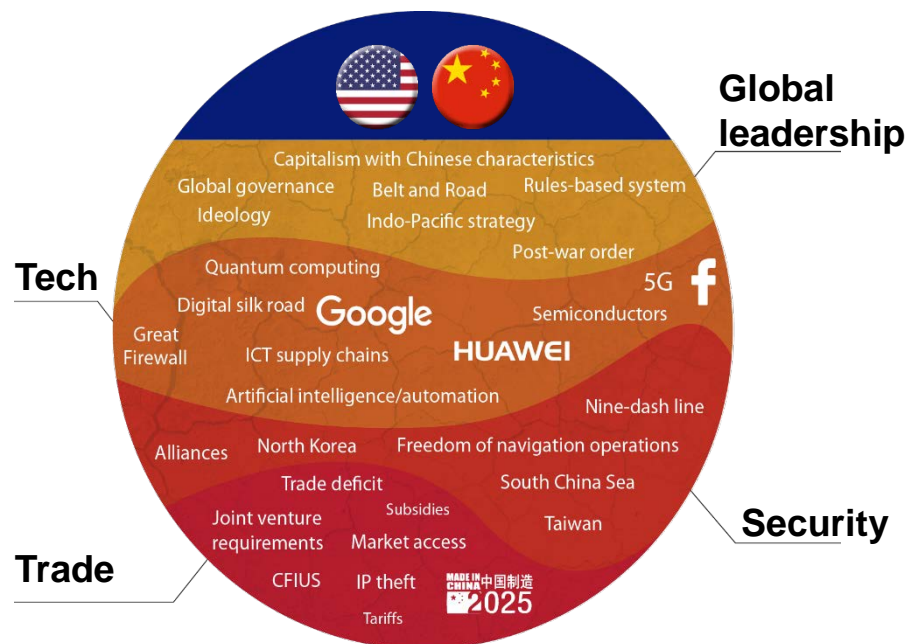 Global
leadership
Capitalism with Chinese characteristics
Global governance
Belt and Road
Rules-based system
Ideology
Indo-Pacific strategy
Post-war order
Tech
Quantum computing
5G
f
Digital silk road
Google
Semiconductors
Great
Firewall
ICT supply chains
HUAWEI
Artificial intelligence/automation
Nine-dash line
Alliances
North Korea
Freedom of navigation operations
South China Sea
Taiwan
Security
Trade deficit
Subsidies
Joint venture
requirements
Market access
Trade
CFIUS
IP theft
MADE IN
CHINA
中国制造
2025
Tariffs